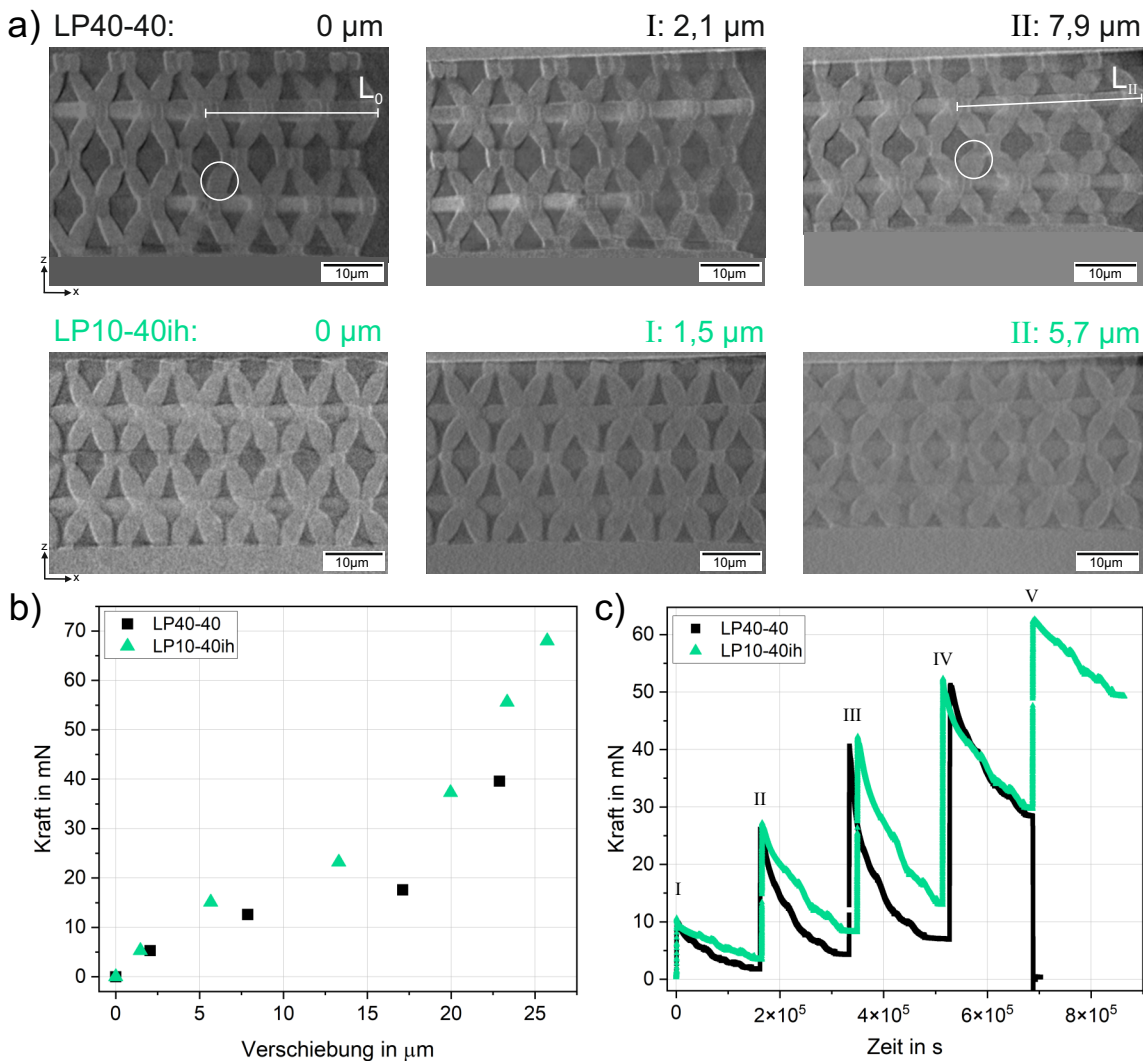 a)
LP40-40: 0 µm I: 2,1 µm II: 7,9 µm
L0 LII
10µm 10µm 10µm
z
x
LP10-40ih: 0 µm I: 1,5 µm II: 5,7 µm
10µm 10µm 10µm
z
x
b)
LP40-40
LP10-40ih
70
60
50
40
30
20
10
0
Kraft in mN
0 5 10 15 20 25
Verschiebung in µm
c)
LP40-40
LP10-40ih
I
II
III
IV
V
60
50
40
30
20
10
0
Kraft in mN
0 2×10⁵ 4×10⁵ 6×10⁵ 8×10⁵
Zeit in s